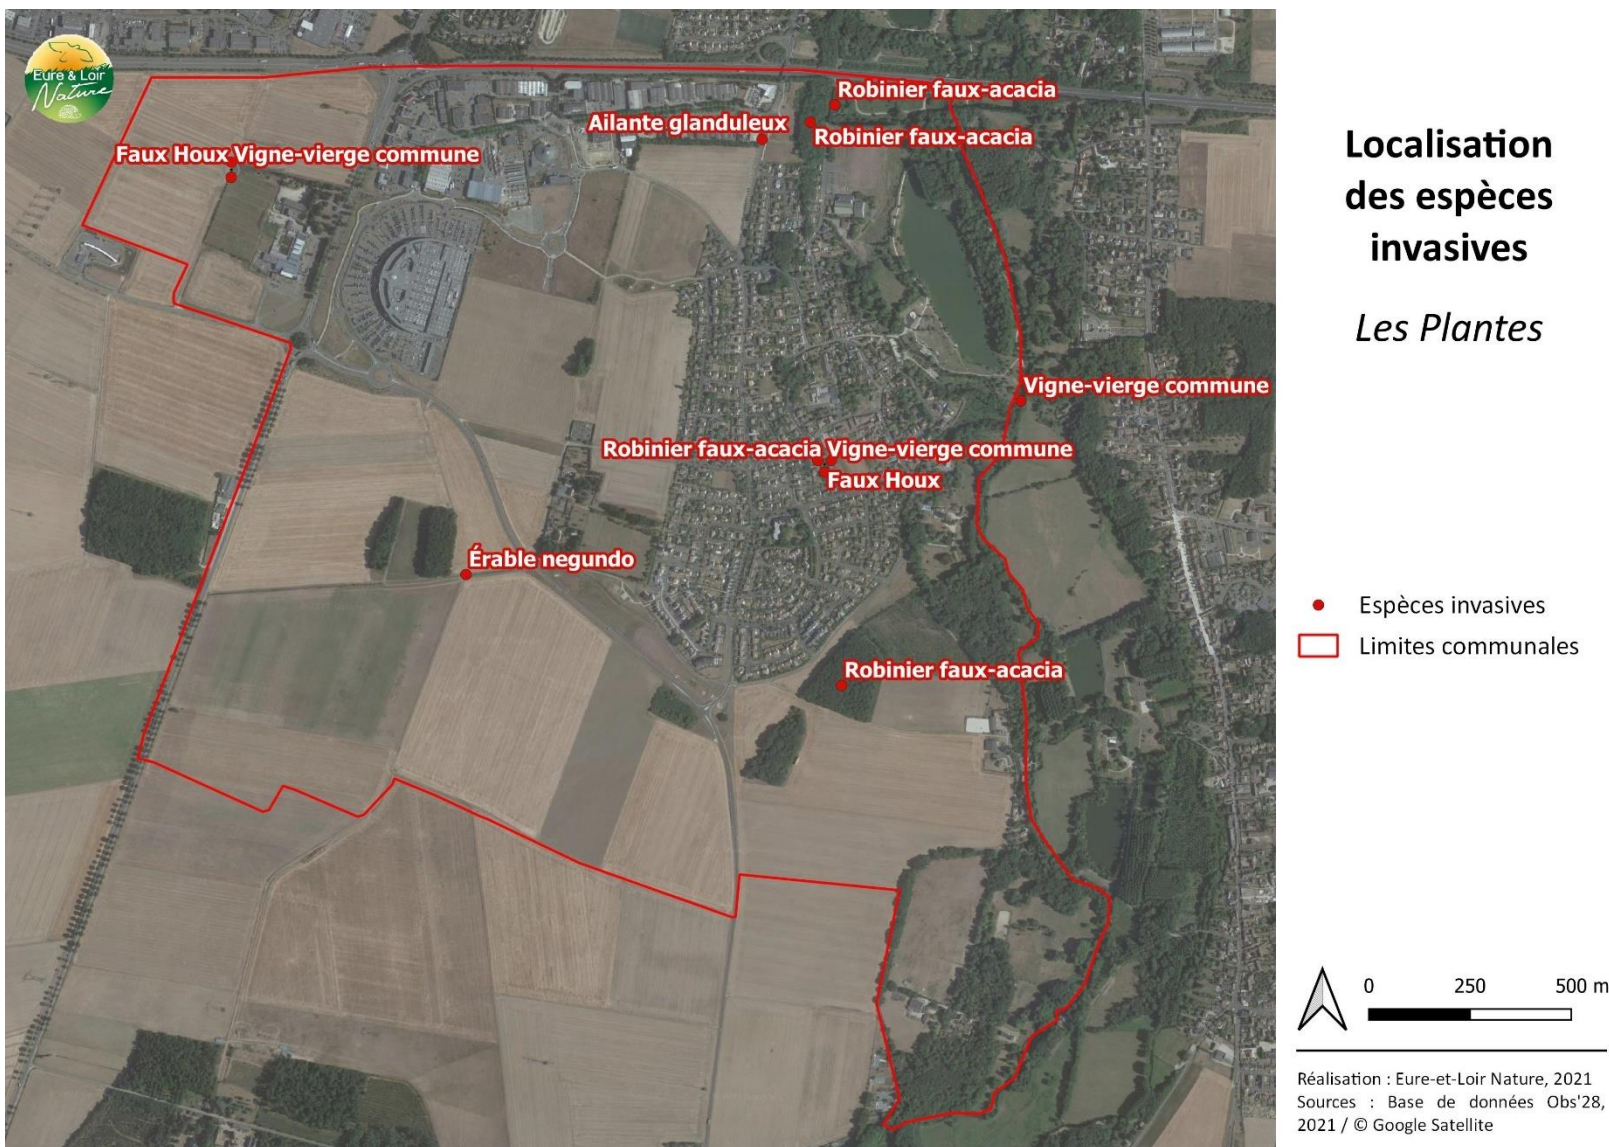 Eure & Loir
Nature
Robinier faux-acacia
Ailante glanduleux
Robinier faux-acacia
Faux Houx Vigne-vierge commune
Vigne-vierge commune
Robinier faux-acacia Vigne-vierge commune
Faux Houx
Érable negundo
Robinier faux-acacia
Localisation
des espèces
invasives
Les Plantes
Espèces invasives
Limites communales
0 250 500 m
Réalisation : Eure-et-Loir Nature, 2021
Sources : Base de données Obs'28,
2021 / © Google Satellite